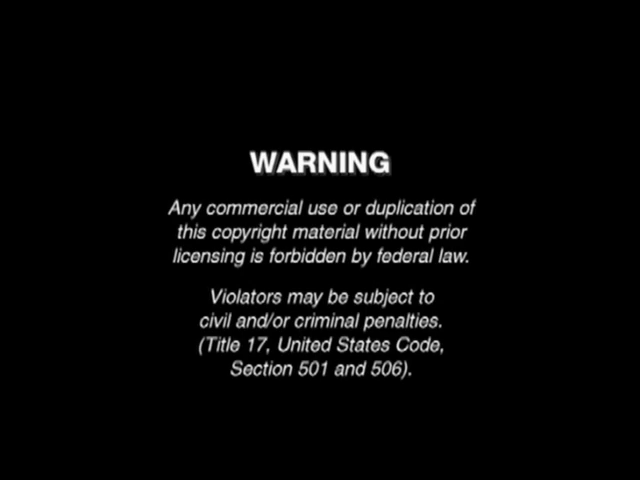 WARNING
Any commercial use or duplication of
this copyright material without prior
licensing is forbidden by federal law.
Violators may be subject to
civil and/or criminal penalties.
(Title 17, United States Code,
Section 501 and 506).